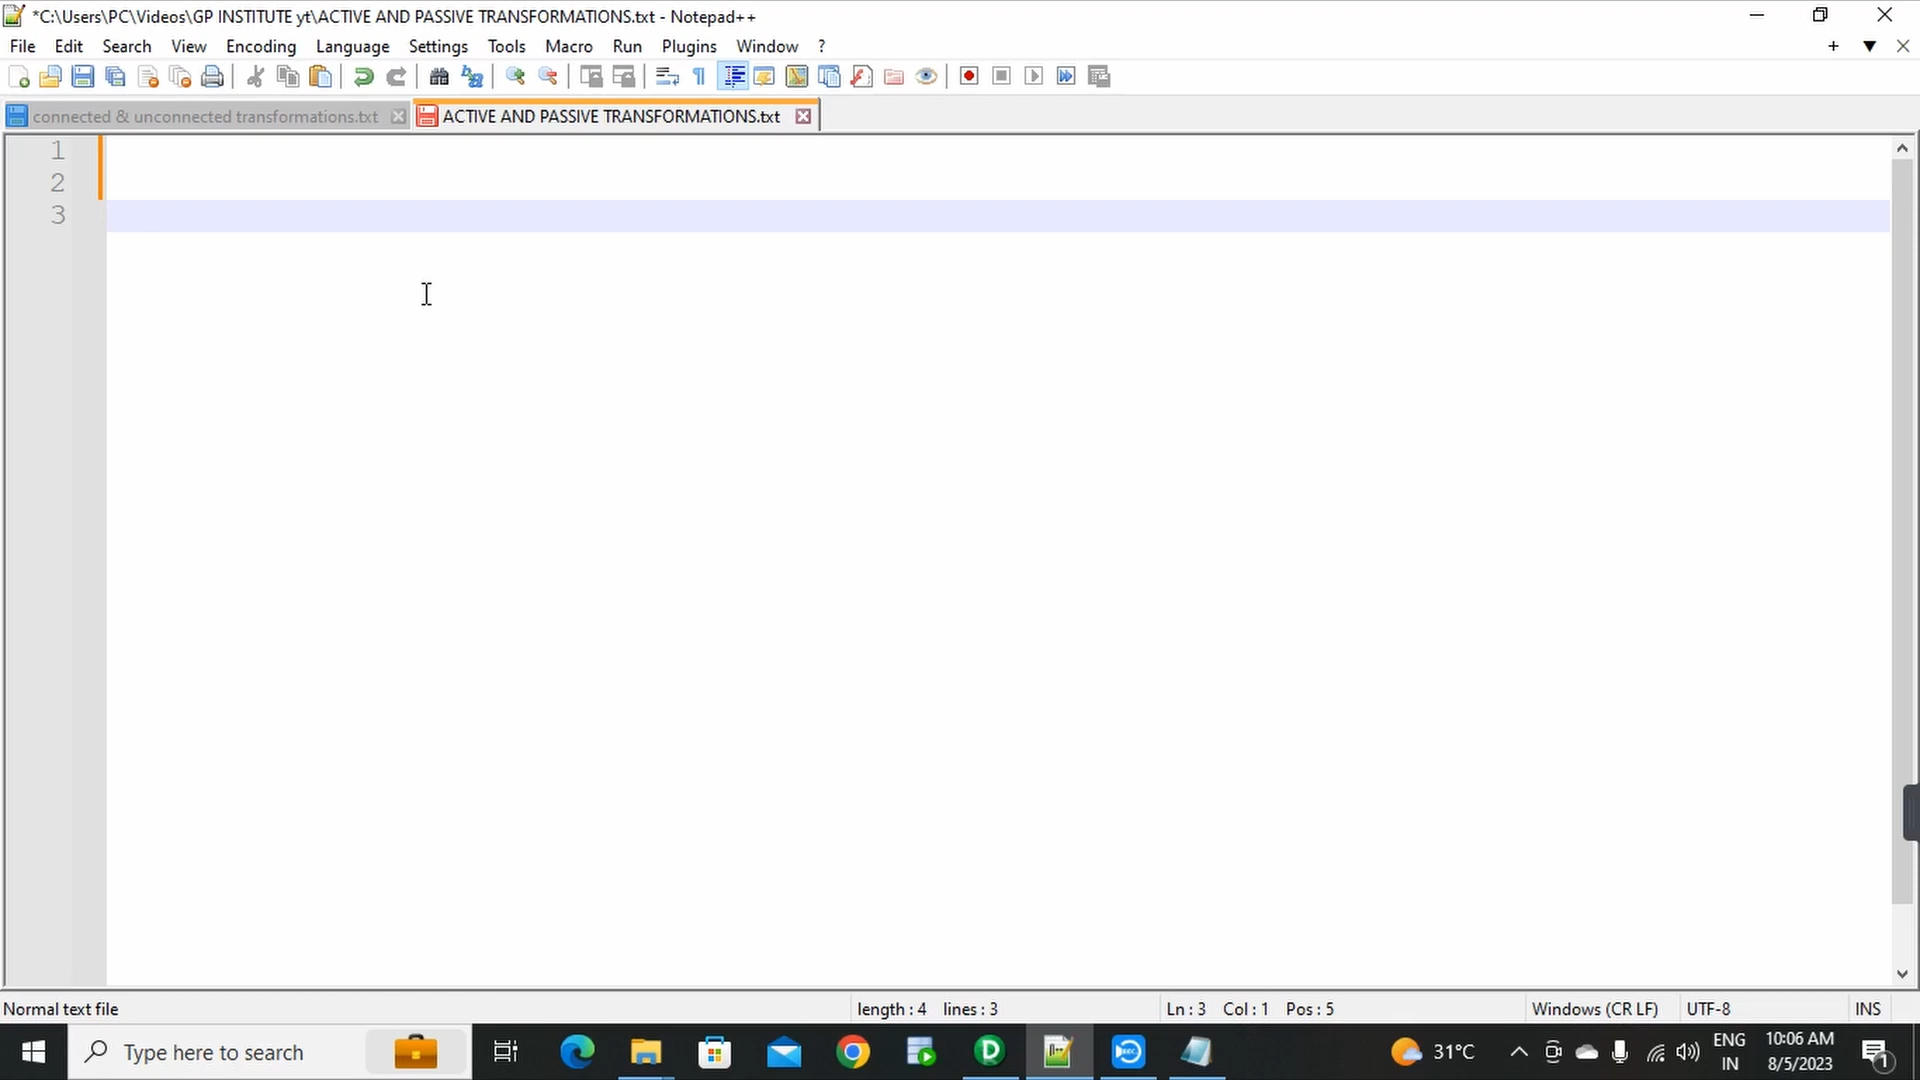 *C:\Users\PC\Videos\GP INSTITUTE yt\ACTIVE AND PASSIVE TRANSFORMATIONS.txt - Notepad++
File Edit Search View Encoding Language Settings Tools Macro Run Plugins Window ?
connected & unconnected transformations.txt ACTIVE AND PASSIVE TRANSFORMATIONS.txt
1
2
3
Normal text file length : 4 lines : 3 Ln : 3 Col : 1 Pos : 5 Windows (CR LF) UTF-8 INS
Type here to search 31°C ENG 10:06 AM
IN 8/5/2023 1